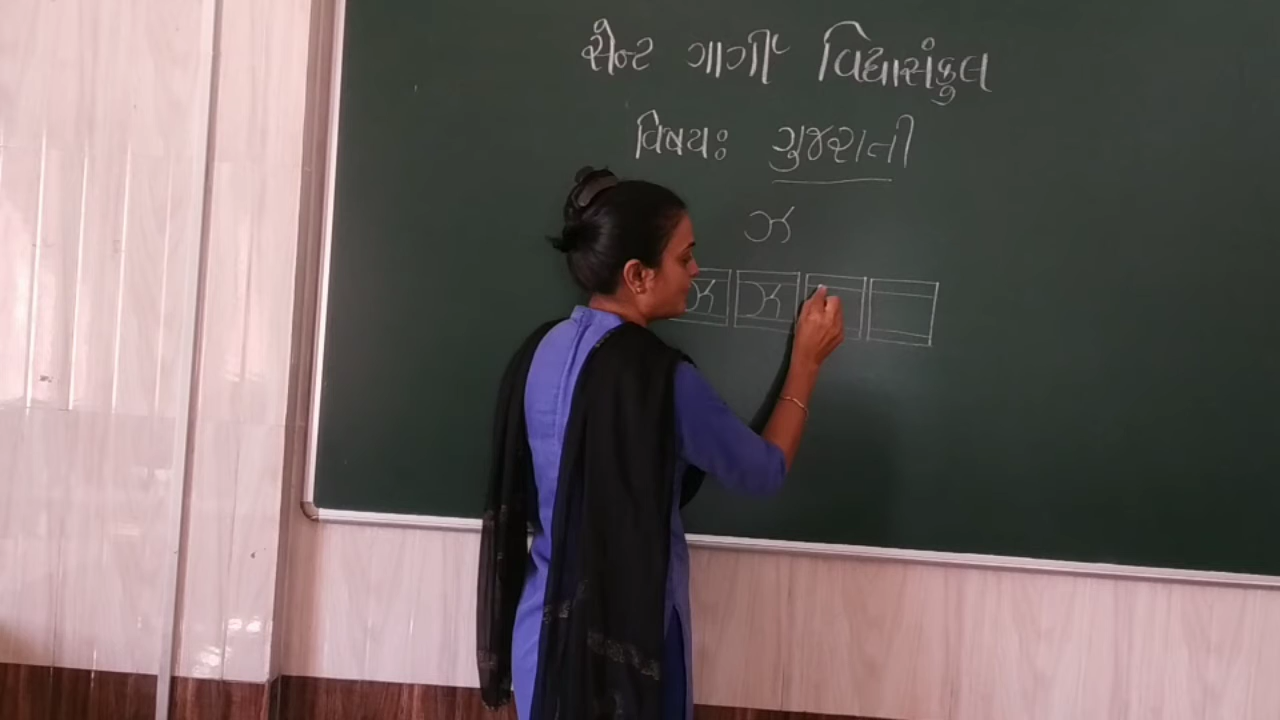 સેન્ટ ગાર્ગી વિદ્યાસંકુલ
વિષયઃ ગુજરાતી
ઝ
ઝ ઝ